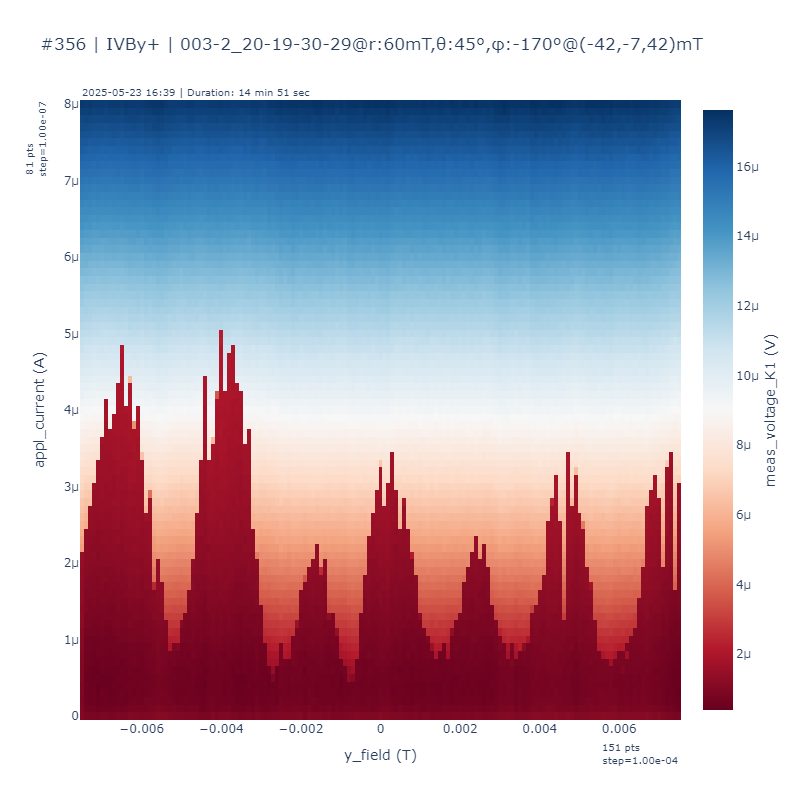 #356 | IVBy+ | 003-2_20-19-30-29@r:60mT,θ:45°,φ:-170°@(-42,-7,42)mT
2025-05-23 16:39 | Duration: 14 min 51 sec
81 pts
step=1.00e-07
8μ
7μ
6μ
5μ
4μ
3μ
2μ
1μ
0
appl_current (A)
−0.006
−0.004
−0.002
0
0.002
0.004
0.006
y_field (T)
151 pts
step=1.00e-04
16μ
14μ
12μ
10μ
8μ
6μ
4μ
2μ
meas_voltage_K1 (V)